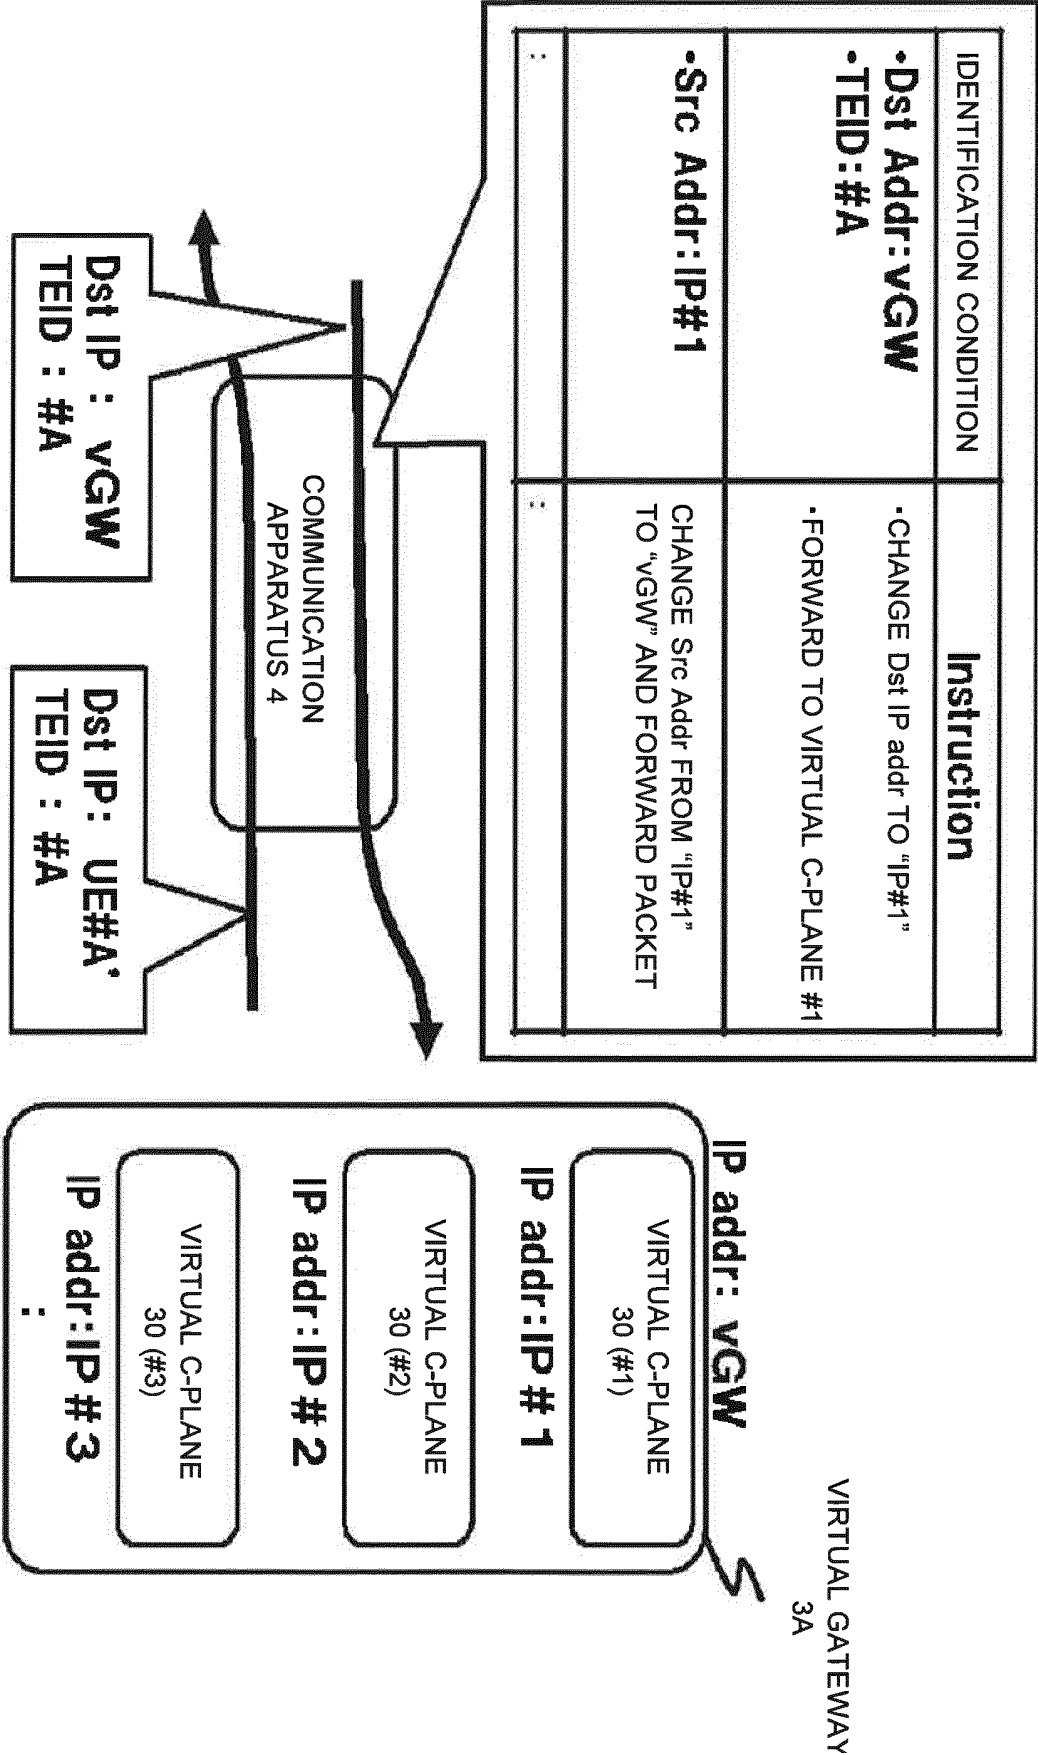 IDENTIFICATION CONDITION
Instruction
•Dst Addr:vGW
•TEID:#A
•CHANGE Dst IP addr TO "IP#1"
•FORWARD TO VIRTUAL C-PLANE #1
•Src Addr:IP#1
CHANGE Src Addr FROM "IP#1"
TO "vGW" AND FORWARD PACKET
:
:
COMMUNICATION
APPARATUS 4
Dst IP : vGW
TEID : #A
Dst IP: UE#A'
TEID : #A
VIRTUAL GATEWAY
3A
IP addr: vGW
VIRTUAL C-PLANE
30 (#1)
IP addr:IP#1
VIRTUAL C-PLANE
30 (#2)
IP addr:IP#2
VIRTUAL C-PLANE
30 (#3)
IP addr:IP#3
: